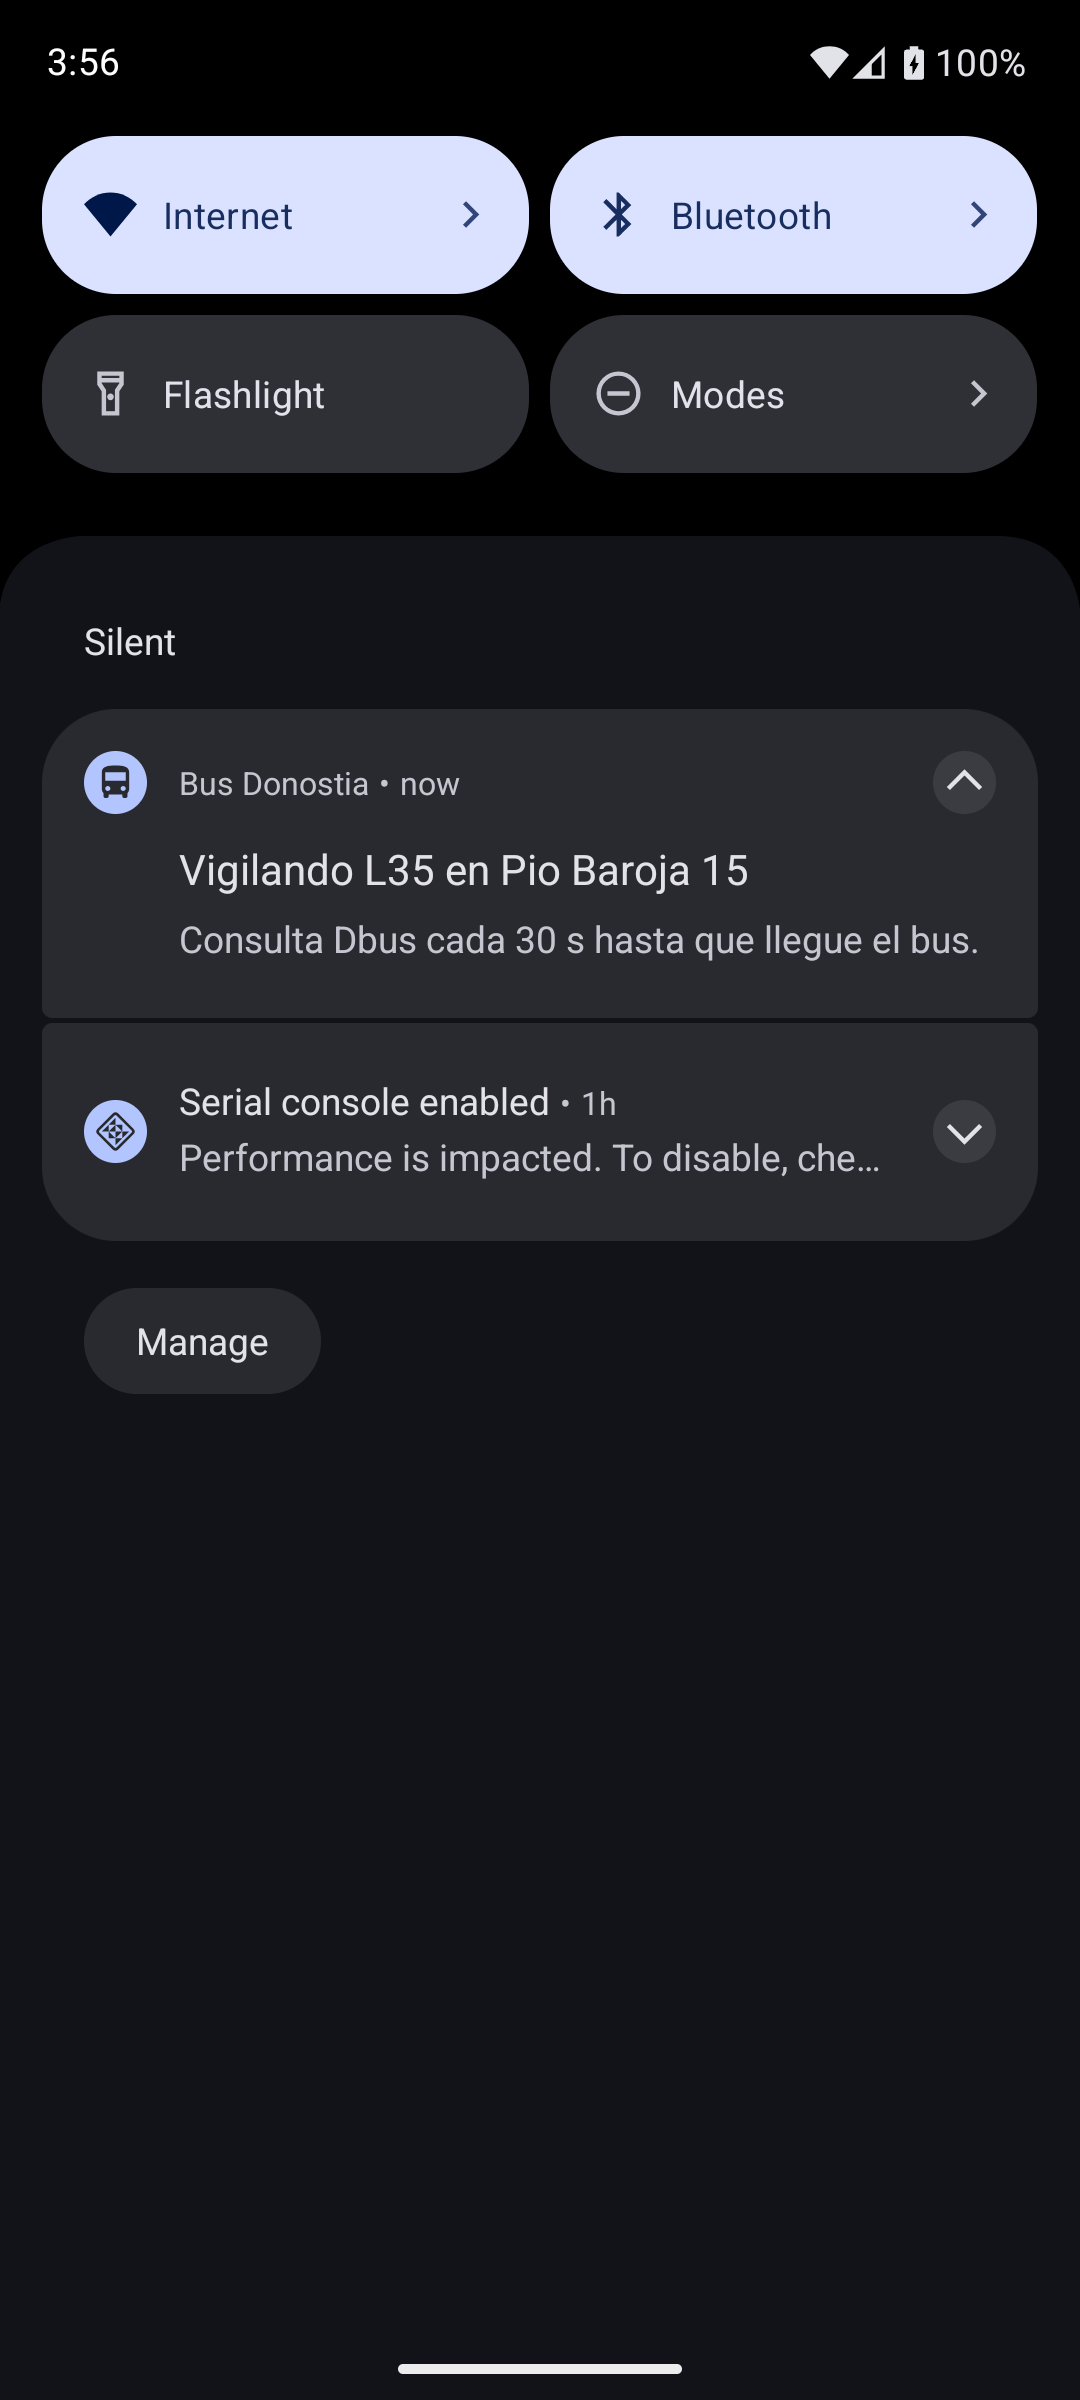 3:56
100%
Internet
Bluetooth
Flashlight
Modes
Silent
Bus Donostia • now
Vigilando L35 en Pio Baroja 15
Consulta Dbus cada 30 s hasta que llegue el bus.
Serial console enabled • 1h
Performance is impacted. To disable, che…
Manage